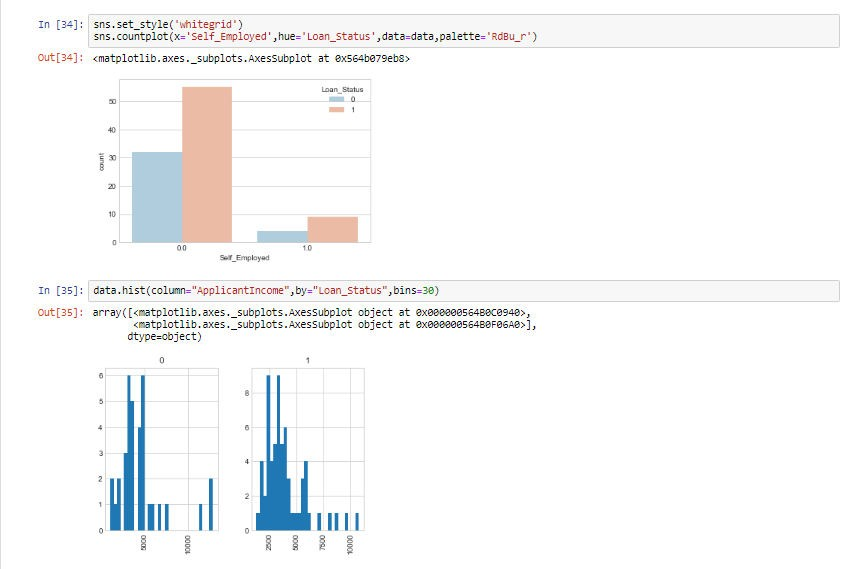 In [34]: sns.set_style('whitegrid')
sns.countplot(x='Self_Employed',hue='Loan_Status',data=data,palette='RdBu_r')
Out[34]: <matplotlib.axes._subplots.AxesSubplot at 0x564b079eb8>
Loan_Status
0
1
50
40
30
20
10
0
count
0.0 1.0
Self_Employed
In [35]: data.hist(column="ApplicantIncome",by="Loan_Status",bins=30)
Out[35]: array([<matplotlib.axes._subplots.AxesSubplot object at 0x000000564B0C0940>,
<matplotlib.axes._subplots.AxesSubplot object at 0x000000564B0F06A0>],
dtype=object)
0
6
5
4
3
2
1
0
5000 10000
1
8
6
4
2
0
2500 5000 7500 10000